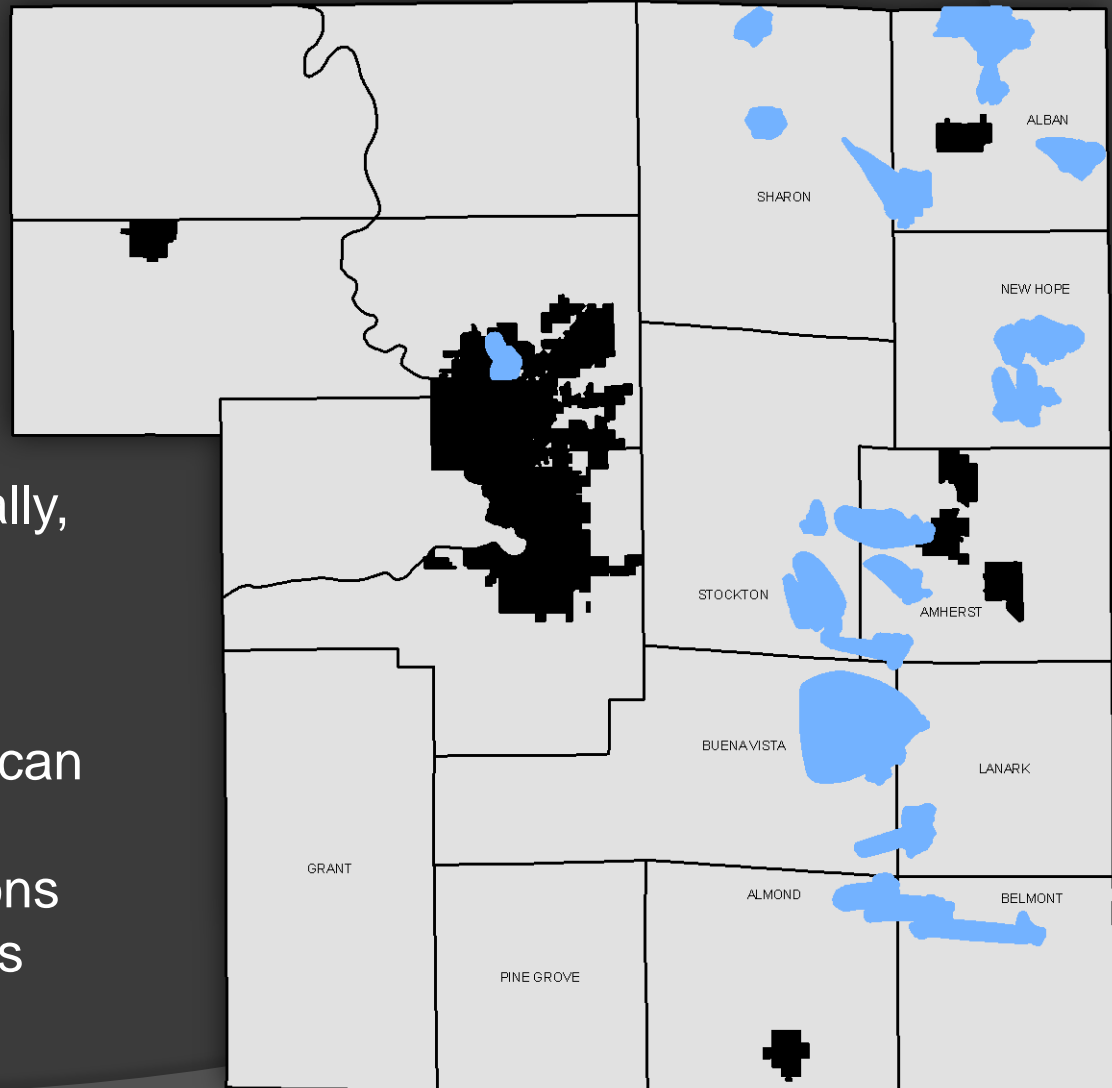 ally,
can
ons
s
ALBAN
SHARON
NEW HOPE
STOCKTON
AMHERST
BUENA VISTA
LANARK
GRANT
ALMOND
BELMONT
PINE GROVE